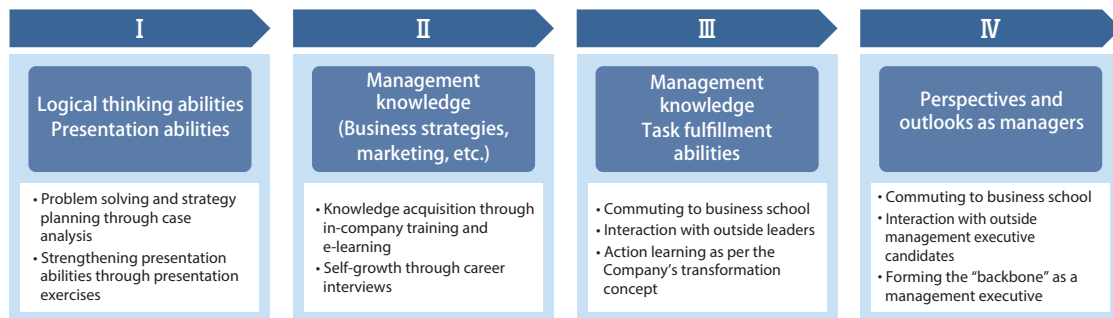 I
Logical thinking abilities
Presentation abilities
• Problem solving and strategy
planning through case
analysis
• Strengthening presentation
abilities through presentation
exercises
II
Management
knowledge
(Business strategies,
marketing, etc.)
• Knowledge acquisition through
in-company training and
e-learning
• Self-growth through career
interviews
III
Management
knowledge
Task fulfillment
abilities
• Commuting to business school
• Interaction with outside leaders
• Action learning as per the
Company’s transformation
concept
IV
Perspectives and
outlooks as managers
• Commuting to business school
• Interaction with outside
management executive
candidates
• Forming the “backbone” as a
management executive